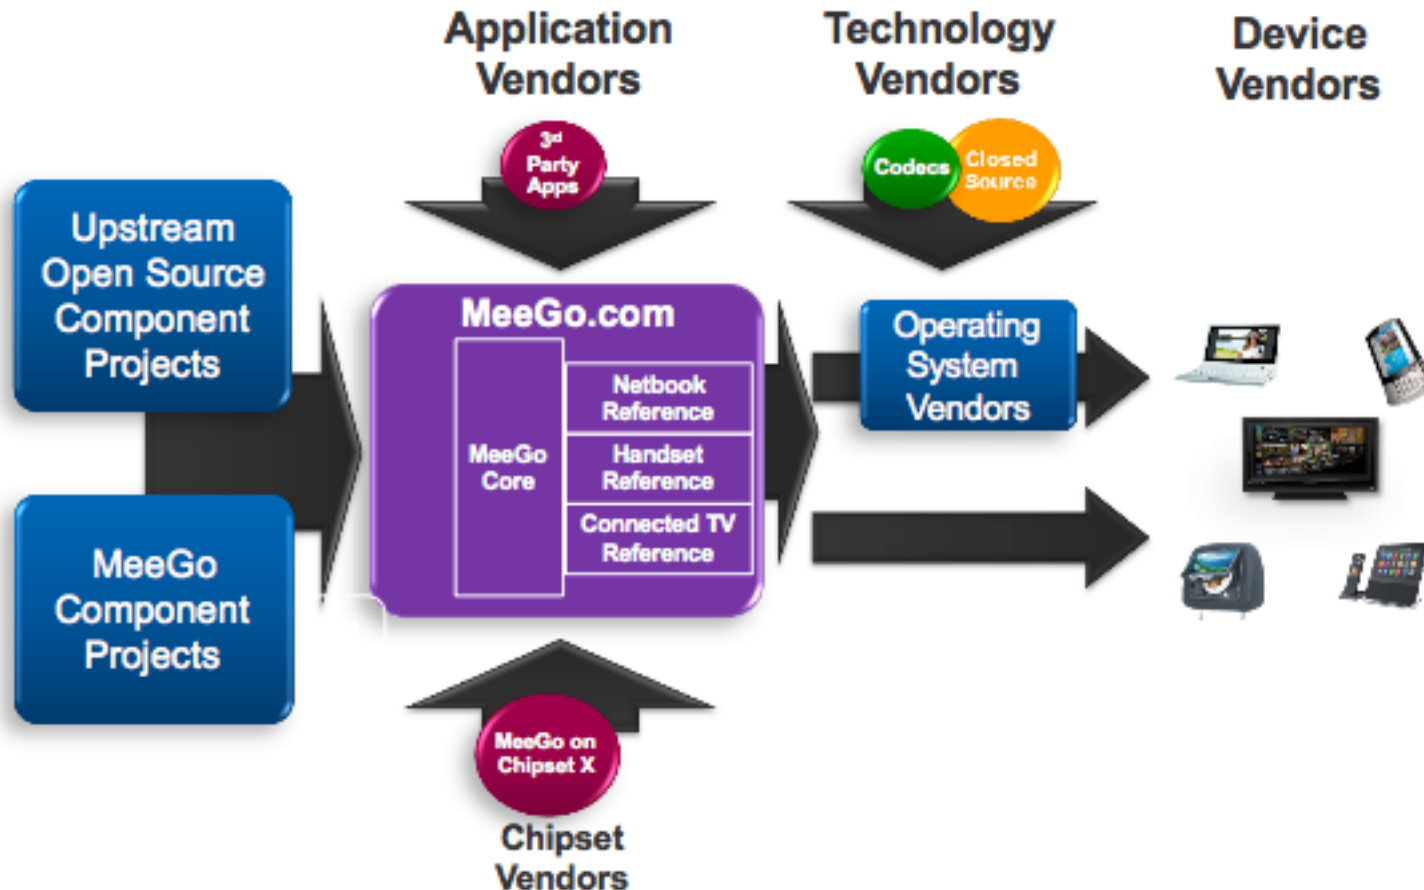 Application
Vendors
Technology
Vendors
Device
Vendors
3rd
Party
Apps
Codecs
Closed
Source
Upstream
Open Source
Component
Projects
MeeGo.com
MeeGo
Core
Netbook
Reference
Handset
Reference
Connected TV
Reference
Operating
System
Vendors
MeeGo
Component
Projects
MeeGo on
Chipset X
Chipset
Vendors